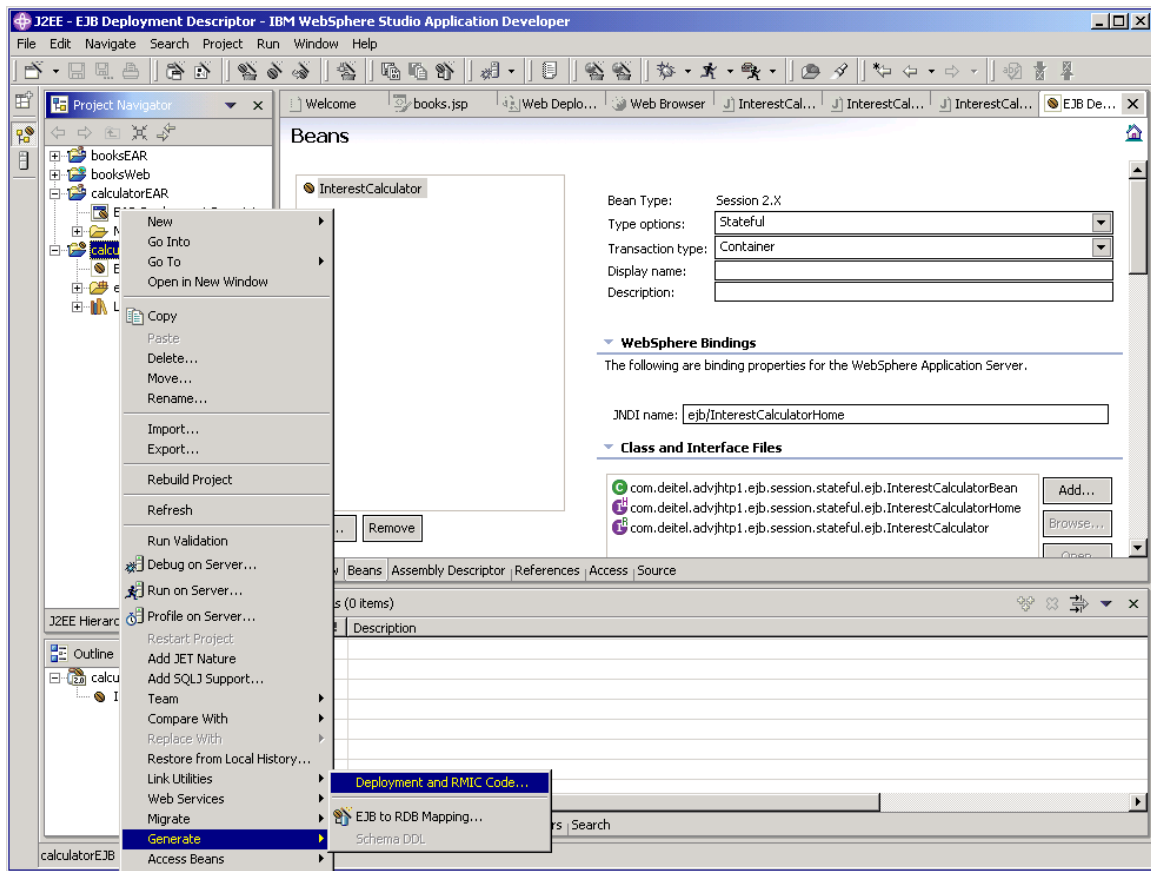 J2EE - EJB Deployment Descriptor - IBM WebSphere Studio Application Developer
File Edit Navigate Search Project Run Window Help
Project Navigator
Welcome books.jsp Web Deplo... Web Browser InterestCal... InterestCal... InterestCal... EJB De...
booksEAR
booksWeb
calculatorEAR
calcu
Beans
InterestCalculator
Bean Type: Session 2.X
Type options: Stateful
Transaction type: Container
Display name:
Description:
WebSphere Bindings
The following are binding properties for the WebSphere Application Server.
JNDI name: ejb/InterestCalculatorHome
Class and Interface Files
com.deitel.advjhtp1.ejb.session.stateful.ejb.InterestCalculatorBean
com.deitel.advjhtp1.ejb.session.stateful.ejb.InterestCalculatorHome
com.deitel.advjhtp1.ejb.session.stateful.ejb.InterestCalculator
Add...
Browse...
Open
.. Remove
Beans Assembly Descriptor References Access Source
s (0 items)
! Description
rs Search
J2EE Hierarc
Outline
calcu
I
calculatorEJB
New
Go Into
Go To
Open in New Window
Copy
Paste
Delete...
Move...
Rename...
Import...
Export...
Rebuild Project
Refresh
Run Validation
Debug on Server...
Run on Server...
Profile on Server...
Restart Project
Add JET Nature
Add SQLJ Support...
Team
Compare With
Replace With
Restore from Local History...
Link Utilities
Web Services
Migrate
Generate
Access Beans
Deployment and RMIC Code...
EJB to RDB Mapping...
Schema DDL